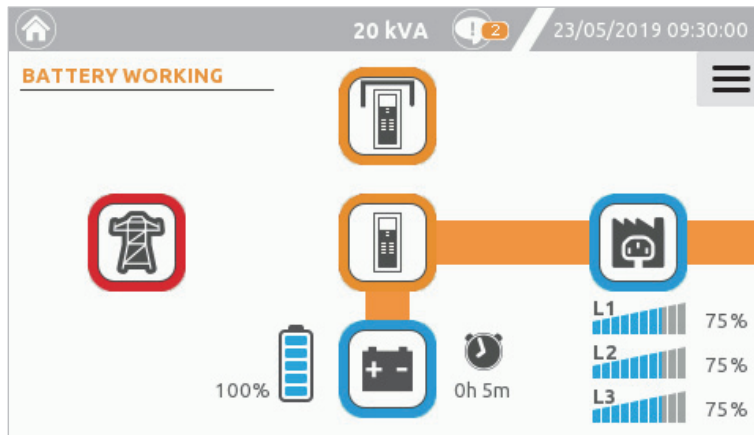 20 kVA
2
23/05/2019 09:30:00
BATTERY WORKING
L1
75%
100%
0h 5m
L2
75%
L3
75%